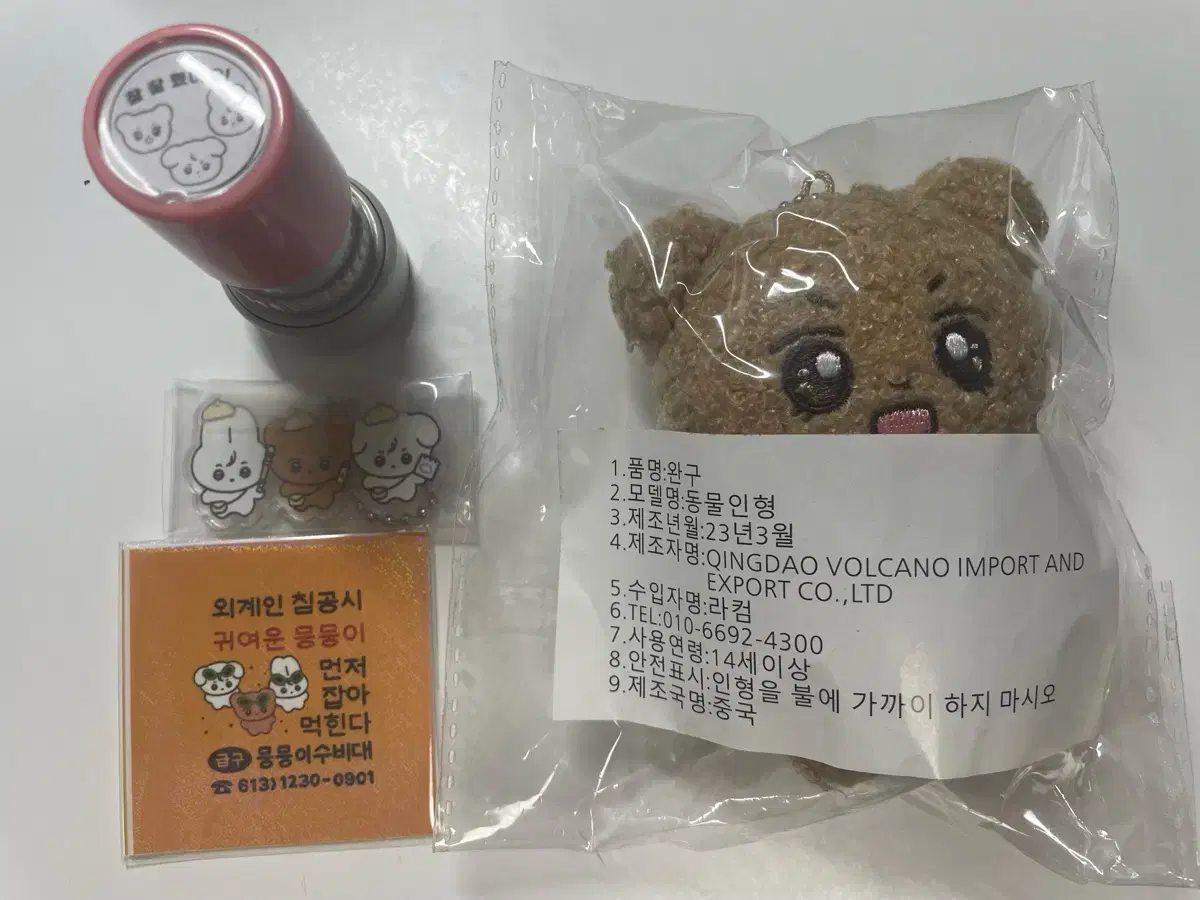 참 잘
외계인 침공시
귀여운 뭉뭉이
먼저
잡아
먹힌다
급구 뭉뭉이수비대
☎ 613)1230-0901
1.품명:완구
2.모델명:동물인형
3.제조년월:23년3월
4.제조자명:QINGDAO VOLCANO IMPORT AND
EXPORT CO.,LTD
5.수입자명:라컴
6.TEL:010-6692-4300
7.사용연령:14세이상
8.안전표시:인형을 불에 가까이 하지 마시오
9.제조국명:중국